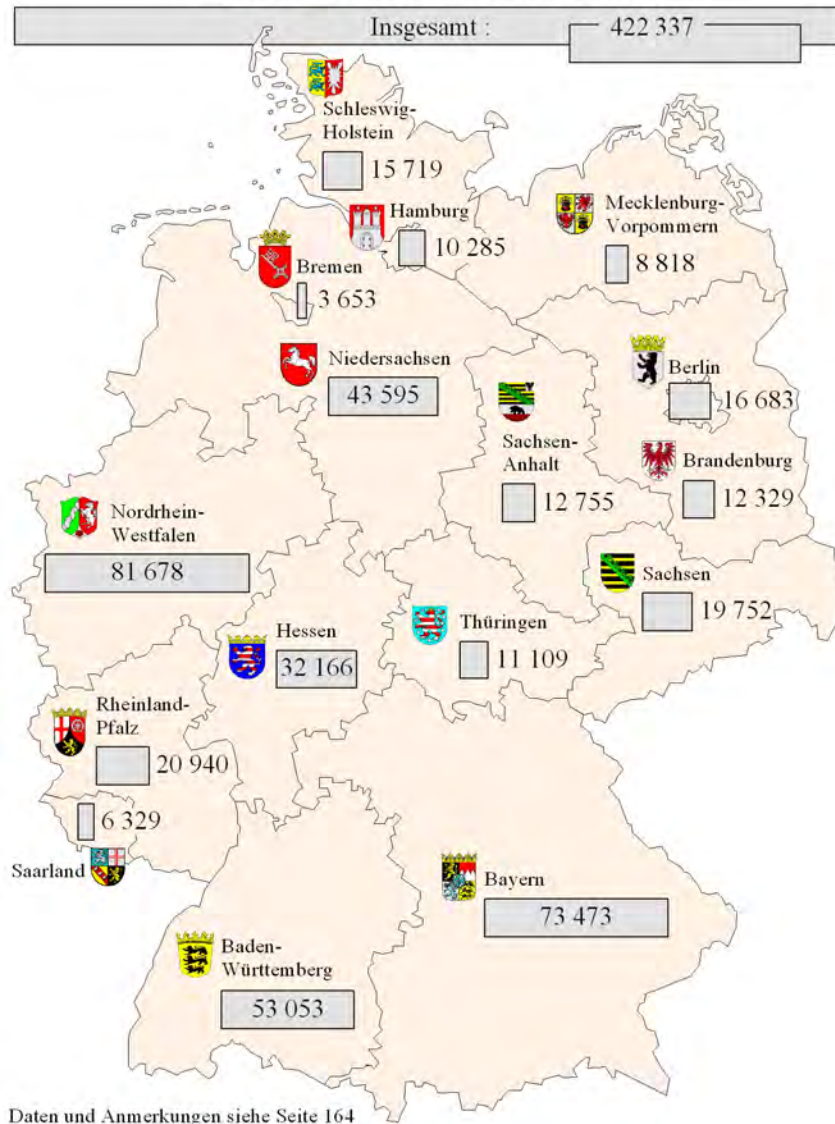 Insgesamt : 422 337
Schleswig-
Holstein
15 719
Hamburg
10 285
Mecklenburg-
Vorpommern
8 818
Bremen
3 653
Niedersachsen
43 595
Berlin
16 683
Sachsen-
Anhalt
12 755
Brandenburg
12 329
Nordrhein-
Westfalen
81 678
Sachsen
19 752
Hessen
32 166
Thüringen
11 109
Rheinland-
Pfalz
20 940
6 329
Saarland
Bayern
73 473
Baden-
Württemberg
53 053
Daten und Anmerkungen siehe Seite 164